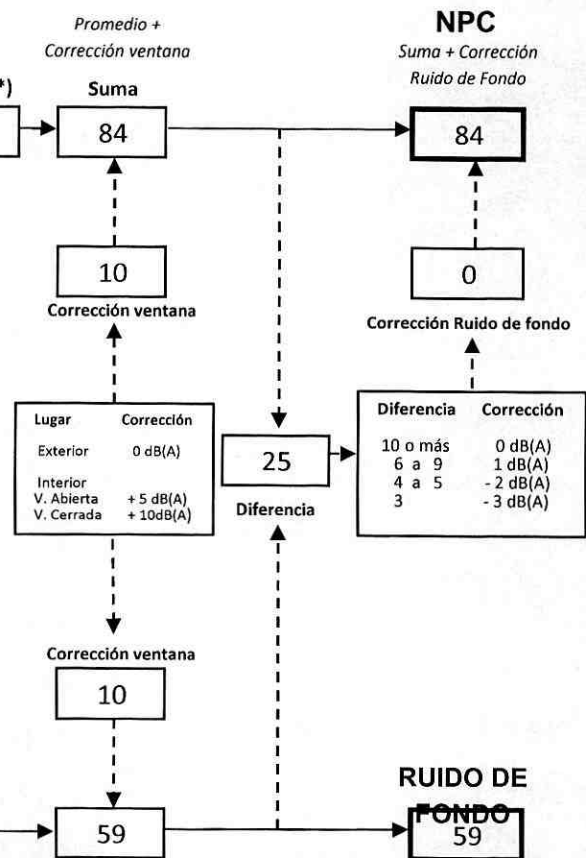 Promedio +
Corrección ventana
NPC
Suma + Corrección
Ruido de Fondo
*)
Suma
84
84
10
0
Corrección ventana
Corrección Ruido de fondo
Lugar Corrección
Exterior 0 dB(A)
Interior
V. Abierta + 5 dB(A)
V. Cerrada + 10dB(A)
25
Diferencia
Diferencia Corrección
10 o más 0 dB(A)
6 a 9 1 dB(A)
4 a 5 - 2 dB(A)
3 - 3 dB(A)
Corrección ventana
10
RUIDO DE
FONDO
59
59